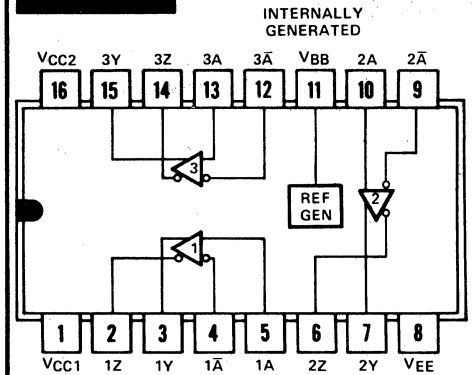 INTERNALLY
GENERATED
VCC2 3Y 3Z 3A 3A̅ VBB 2A 2A̅
16 15 14 13 12 11 10 9
3
REF
GEN
2
1
1 2 3 4 5 6 7 8
VCC1 1Z 1Y 1A̅ 1A 2Z 2Y VEE